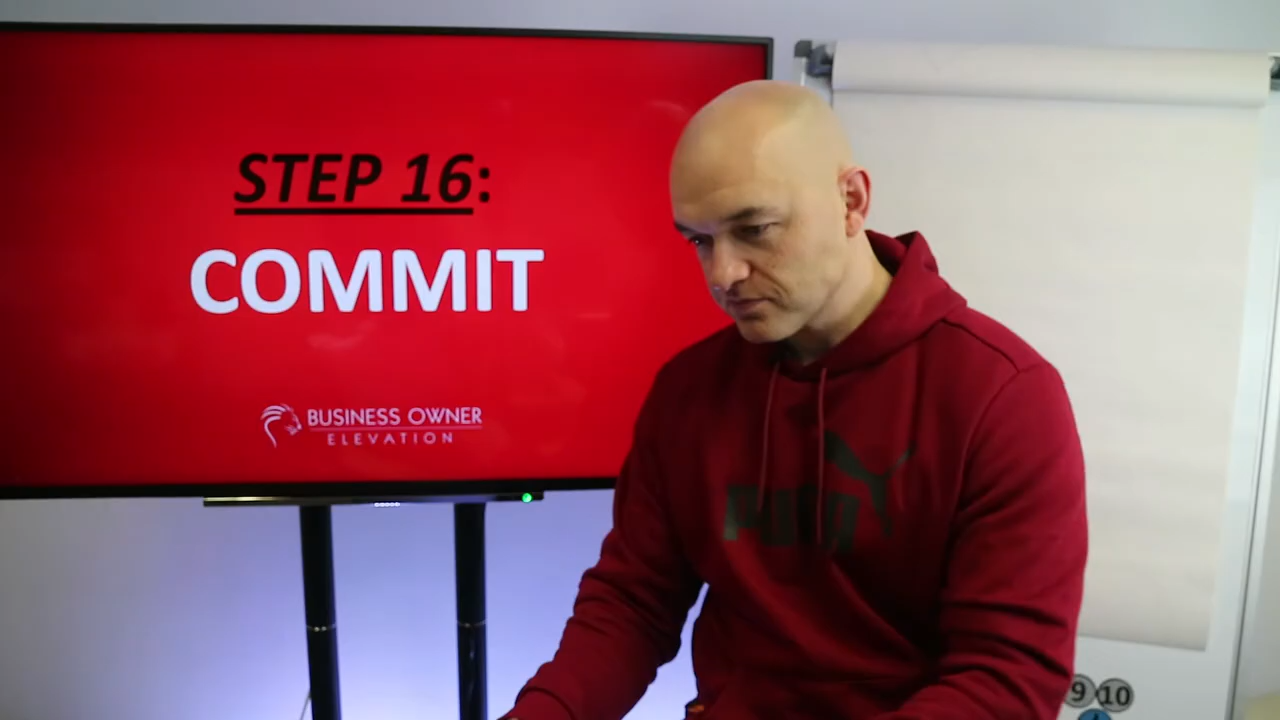 STEP 16:
COMMIT
BUSINESS OWNER
ELEVATION
PUMA
9 10